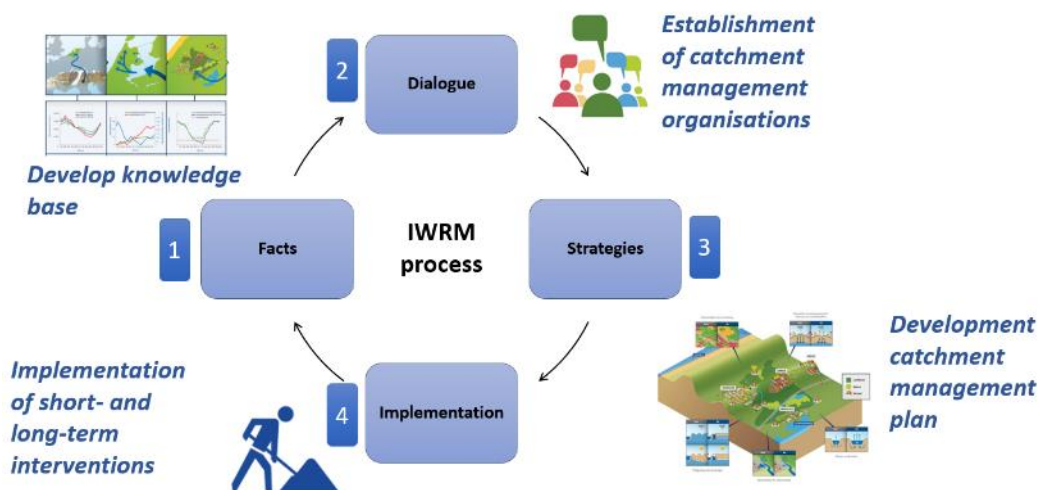 2
Dialogue
Establishment
of catchment
management
organisations
Develop knowledge
base
1
Facts
IWRM
process
Strategies
3
Implementation
of short- and
long-term
interventions
4
Implementation
Development
catchment
management
plan